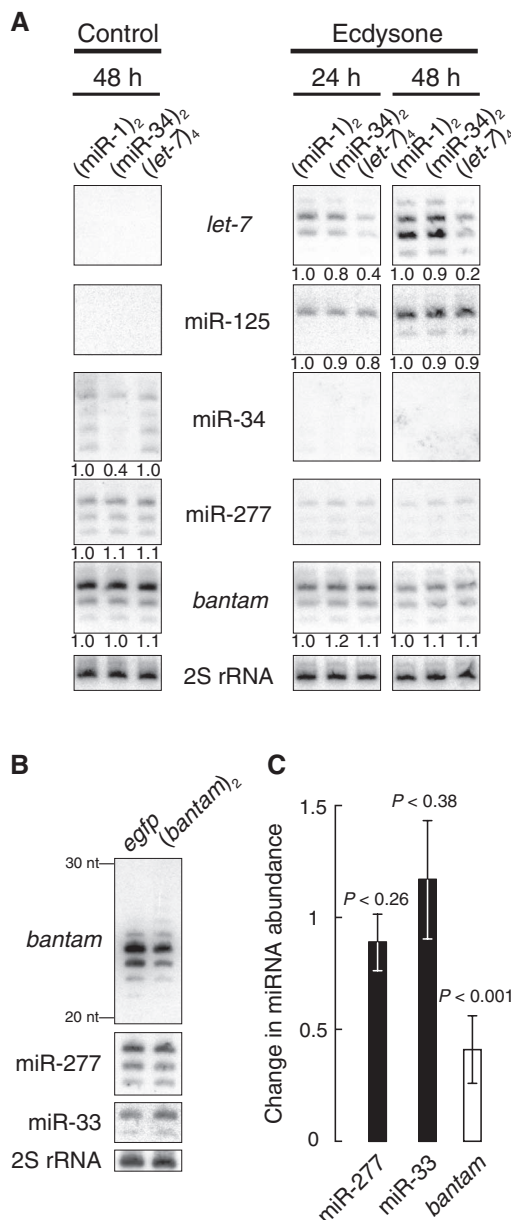 A
Control
Ecdysone
48 h
24 h
48 h
(miR-1)2
(miR-34)2
(let-7)4
(miR-1)2
(miR-34)2
(let-7)4
(miR-1)2
(miR-34)2
(let-7)4
let-7
1.0 0.8 0.4
1.0 0.9 0.2
miR-125
1.0 0.9 0.8
1.0 0.9 0.9
miR-34
1.0 0.4 1.0
miR-277
1.0 1.1 1.1
bantam
1.0 1.0 1.1
1.0 1.2 1.1
1.0 1.1 1.1
2S rRNA
B
egfp
(bantam)2
30 nt
bantam
20 nt
miR-277
miR-33
2S rRNA
C
Change in miRNA abundance
1.5
1
0.5
0
P < 0.26
P < 0.38
P < 0.001
miR-277
miR-33
bantam